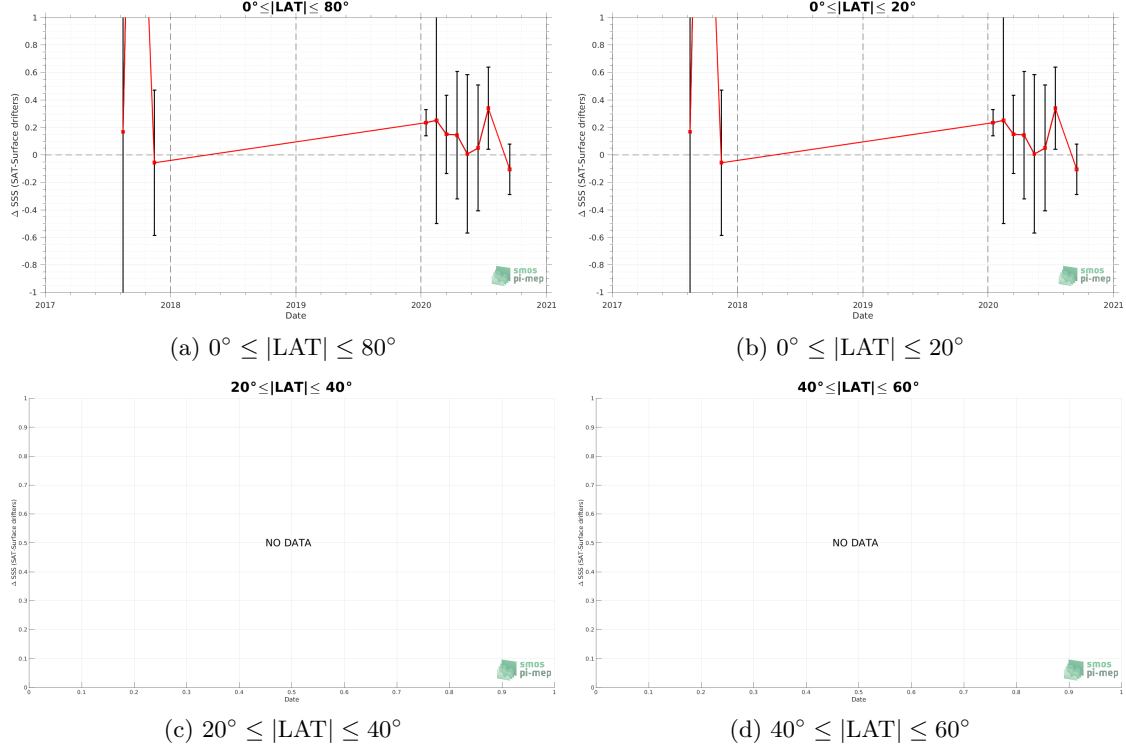 0°≤|LAT|≤ 80°
1
0.8
0.6
0.4
0.2
0
-0.2
-0.4
-0.6
-0.8
-1
Δ SSS (SAT-Surface drifters)
2017 2018 2019 2020 2021
Date
smos
pi-mep
(a) 0° ≤ |LAT| ≤ 80°
0°≤|LAT|≤ 20°
1
0.8
0.6
0.4
0.2
0
-0.2
-0.4
-0.6
-0.8
-1
Δ SSS (SAT-Surface drifters)
2017 2018 2019 2020 2021
Date
smos
pi-mep
(b) 0° ≤ |LAT| ≤ 20°
20°≤|LAT|≤ 40°
1
0.9
0.8
0.7
0.6
0.5
0.4
0.3
0.2
0.1
0
Δ SSS (SAT-Surface drifters)
NO DATA
0 0.1 0.2 0.3 0.4 0.5 0.6 0.7 0.8 0.9 1
Date
smos
pi-mep
(c) 20° ≤ |LAT| ≤ 40°
40°≤|LAT|≤ 60°
1
0.9
0.8
0.7
0.6
0.5
0.4
0.3
0.2
0.1
0
Δ SSS (SAT-Surface drifters)
NO DATA
0 0.1 0.2 0.3 0.4 0.5 0.6 0.7 0.8 0.9 1
Date
smos
pi-mep
(d) 40° ≤ |LAT| ≤ 60°